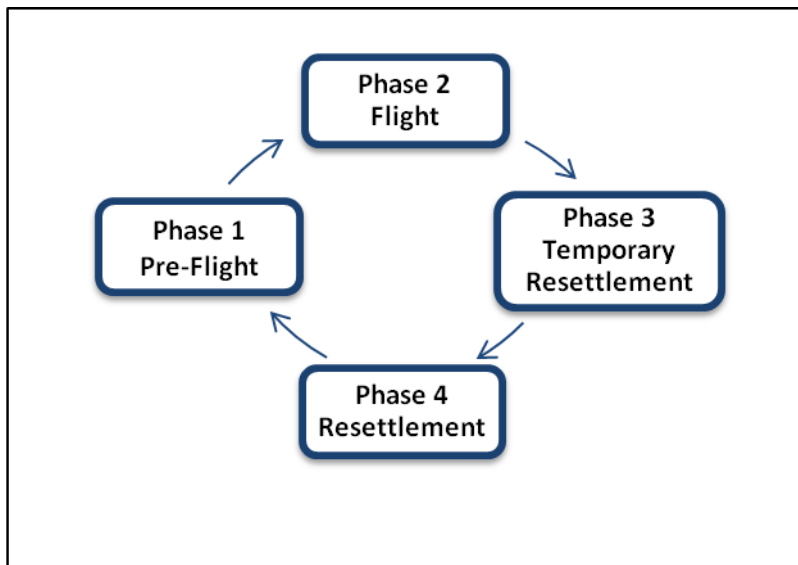 Phase 1
Pre-Flight
Phase 2
Flight
Phase 3
Temporary
Resettlement
Phase 4
Resettlement